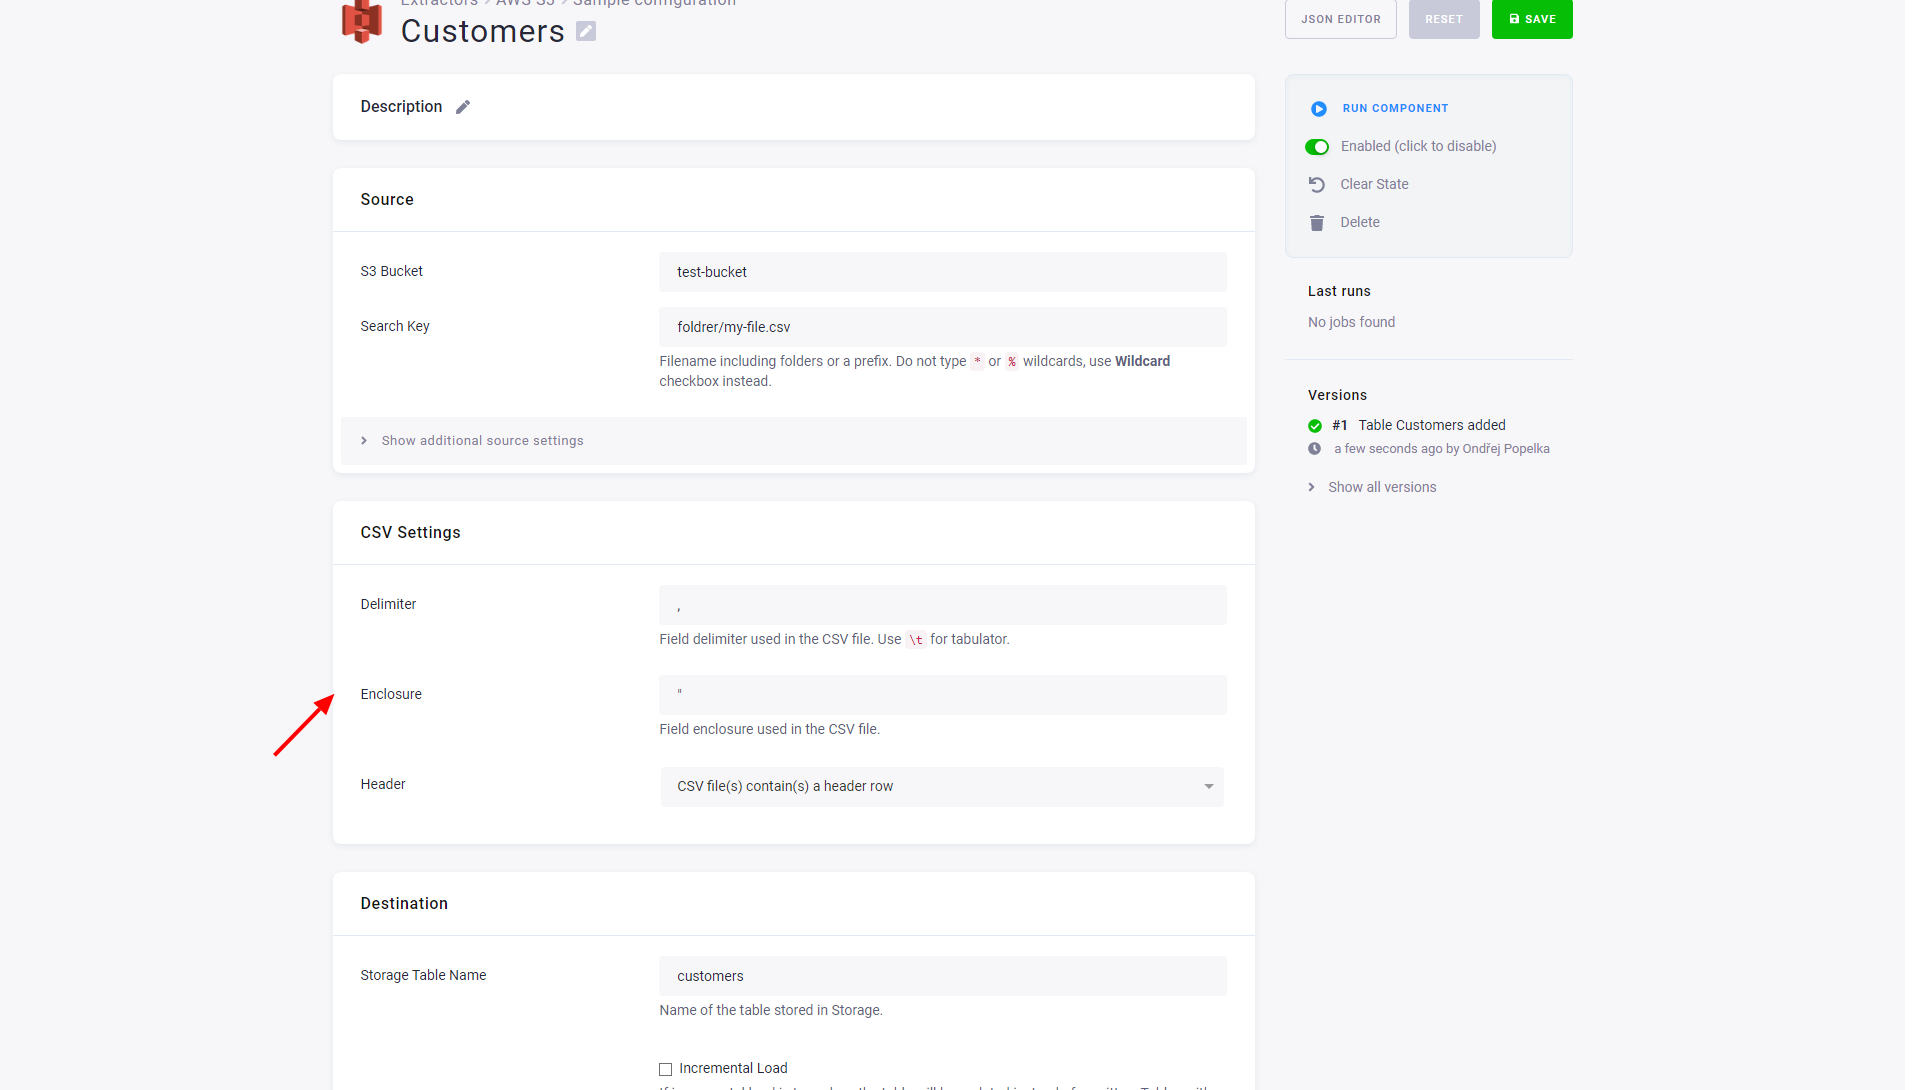 Extractors > AWS S3 > Sample configuration
Customers
JSON EDITOR
RESET
SAVE
Description
Source
S3 Bucket
test-bucket
Search Key
foldrer/my-file.csv
Filename including folders or a prefix. Do not type * or % wildcards, use Wildcard
checkbox instead.
Show additional source settings
CSV Settings
Delimiter
,
Field delimiter used in the CSV file. Use \t for tabulator.
Enclosure
"
Field enclosure used in the CSV file.
Header
CSV file(s) contain(s) a header row
Destination
Storage Table Name
customers
Name of the table stored in Storage.
Incremental Load
RUN COMPONENT
Enabled (click to disable)
Clear State
Delete
Last runs
No jobs found
Versions
#1 Table Customers added
a few seconds ago by Ondřej Popelka
Show all versions